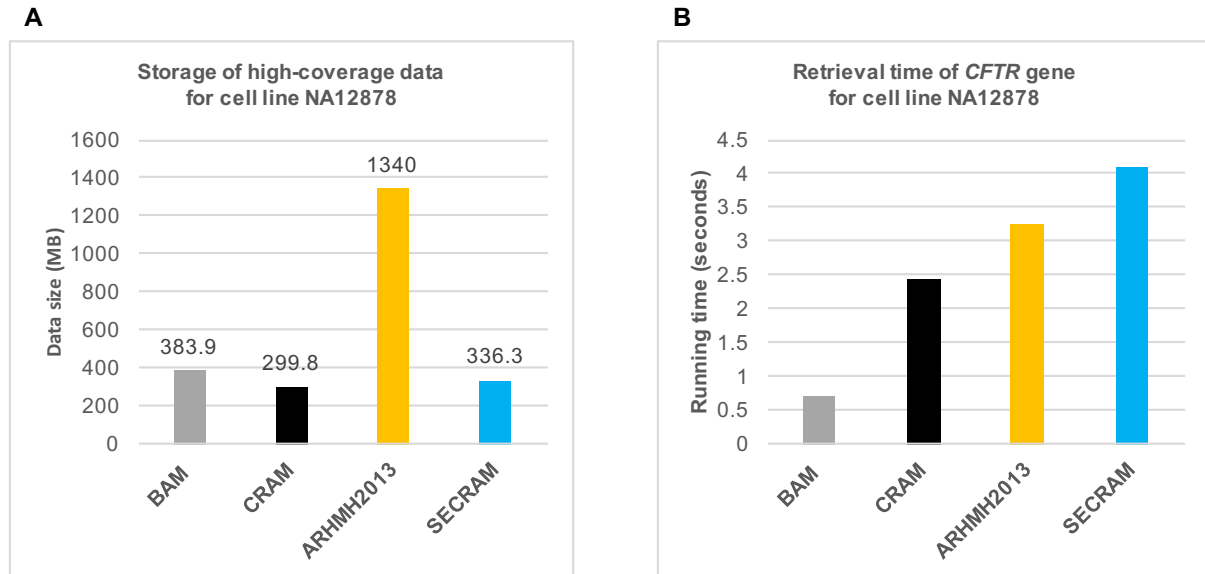 A
Storage of high-coverage data
for cell line NA12878
Data size (MB)
1600
1400
1200
1000
800
600
400
200
0
383.9
299.8
1340
336.3
BAM
CRAM
ARHMH2013
SECRAM
B
Retrieval time of CFTR gene
for cell line NA12878
Running time (seconds)
4.5
4
3.5
3
2.5
2
1.5
1
0.5
0
BAM
CRAM
ARHMH2013
SECRAM